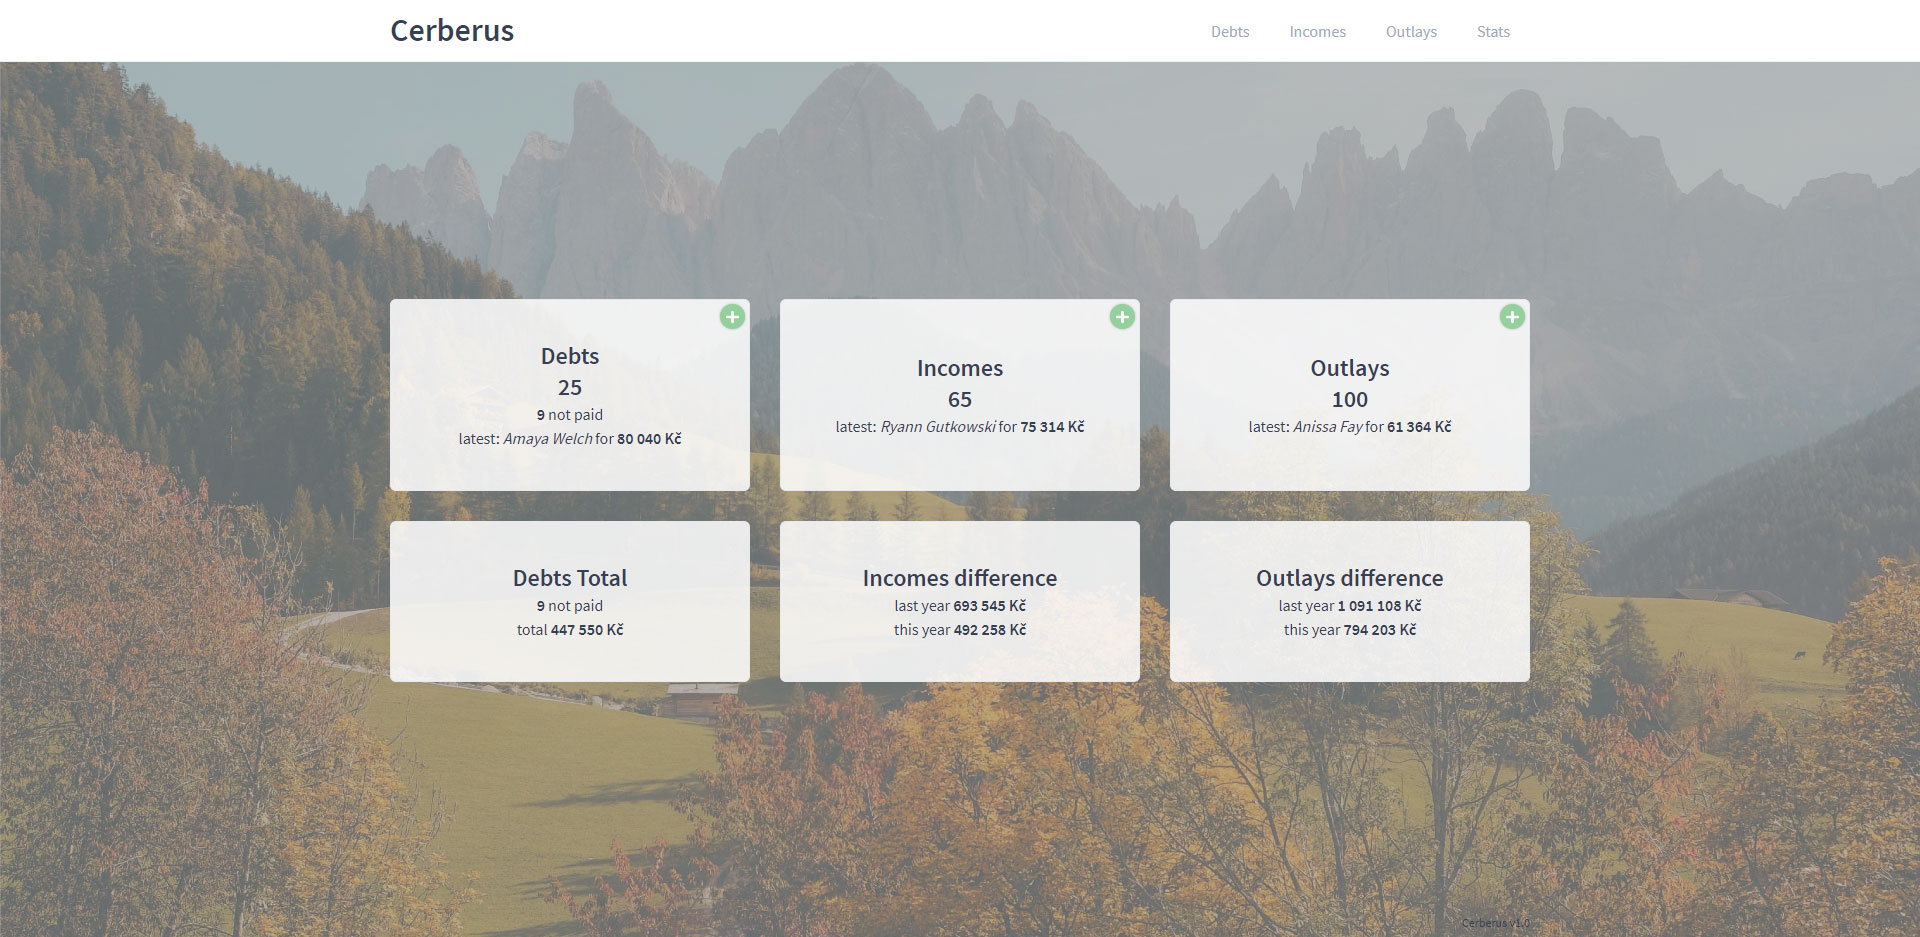 Cerberus
Debts Incomes Outlays Stats
Debts
25
9 not paid
latest: Amaya Welch for 80 040 Kč
Incomes
65
latest: Ryann Gutkowski for 75 314 Kč
Outlays
100
latest: Anissa Fay for 61 364 Kč
Debts Total
9 not paid
total 447 550 Kč
Incomes difference
last year 693 545 Kč
this year 492 258 Kč
Outlays difference
last year 1 091 108 Kč
this year 794 203 Kč
Cerberus v1.0